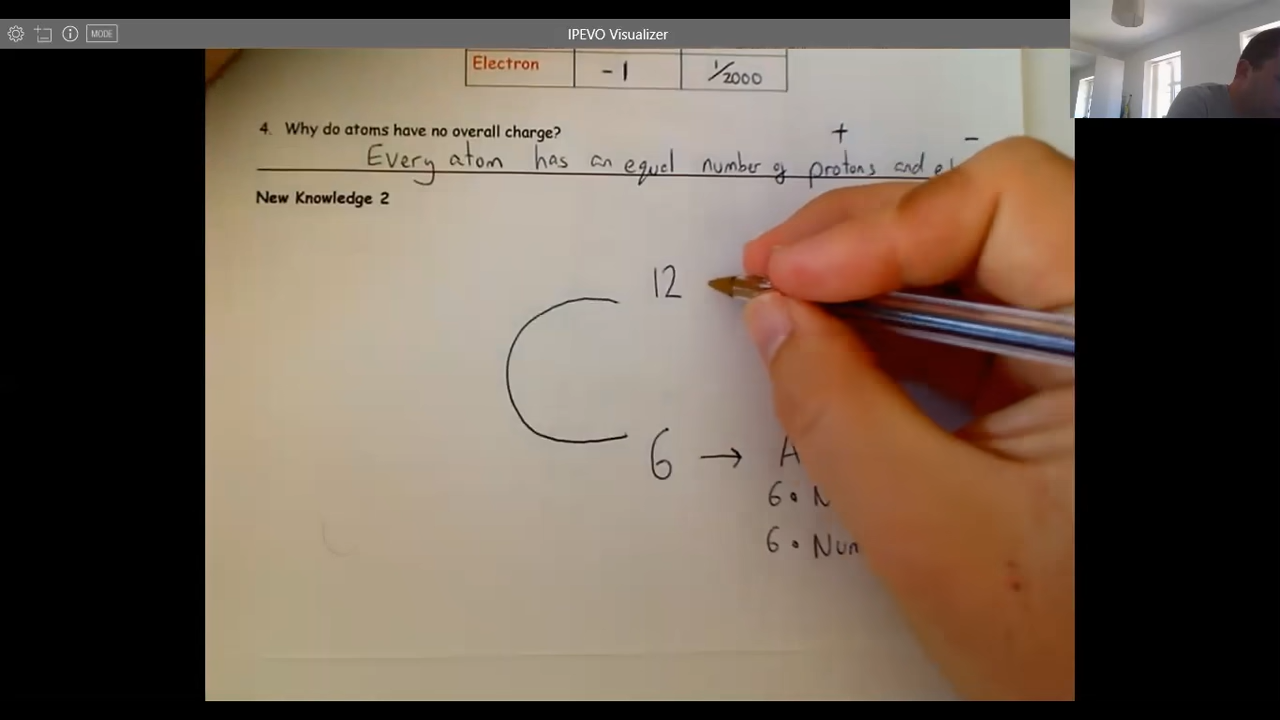 MODE
IPEVO Visualizer
Electron -1 1/2000
4. Why do atoms have no overall charge?
+ -
Every atom has an equal number of protons and
New Knowledge 2
12
C
6 →
6 •
6 •